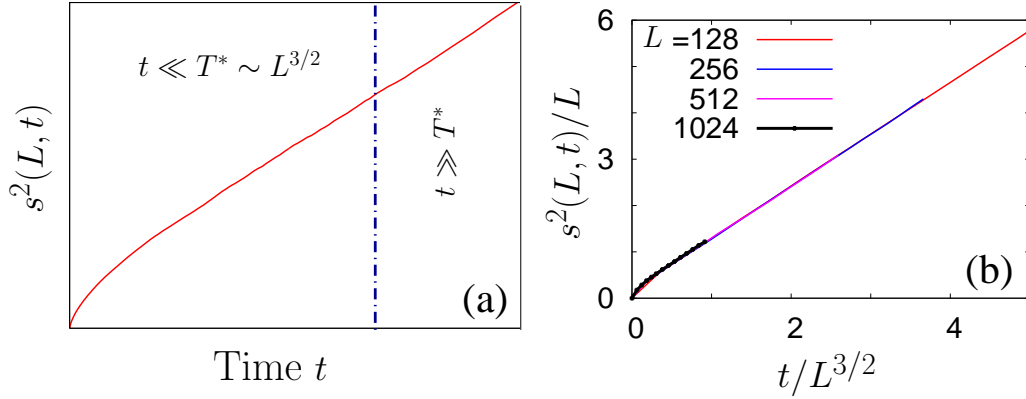 s²(L, t)
t ≪ T* ∼ L^{3/2}
t ≫ T*
(a)
Time t
s²(L, t)/L
6
3
0
L =128
256
512
1024
(b)
0 2 4
t/L^{3/2}